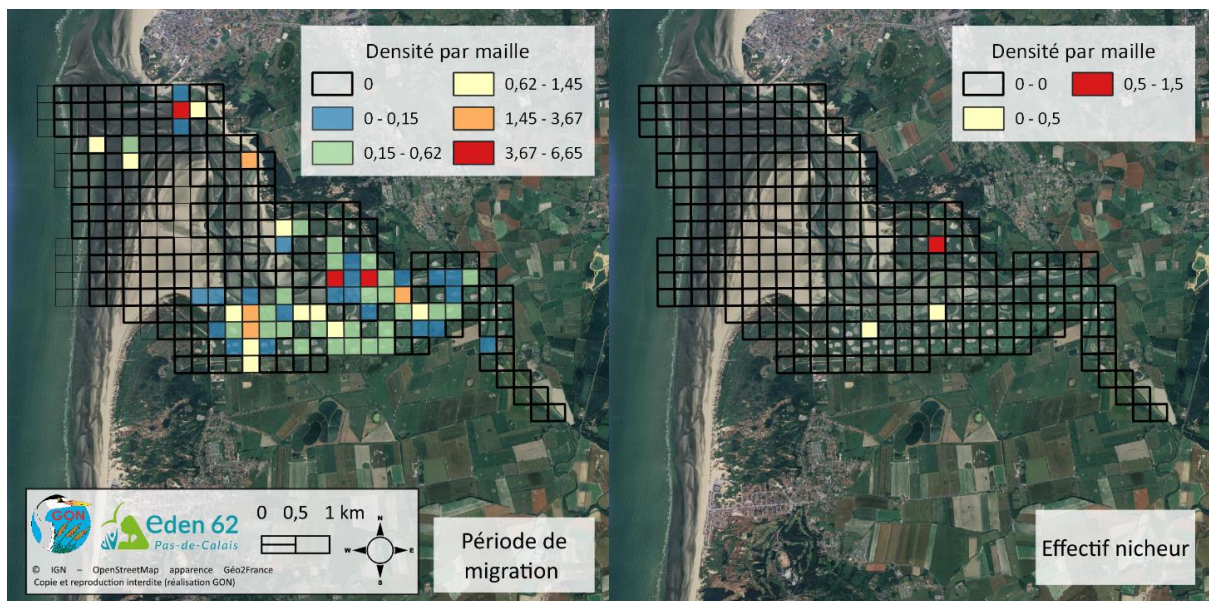 Densité par maille
0
0,62 - 1,45
0 - 0,15
1,45 - 3,67
0,15 - 0,62
3,67 - 6,65
GON
eden 62
Pas-de-Calais
0 0,5 1 km
N
W E
S
© IGN – OpenStreetMap apparence Géo2France
Copie et reproduction interdite (réalisation GON)
Période de
migration
Densité par maille
0 - 0
0,5 - 1,5
0 - 0,5
Effectif nicheur